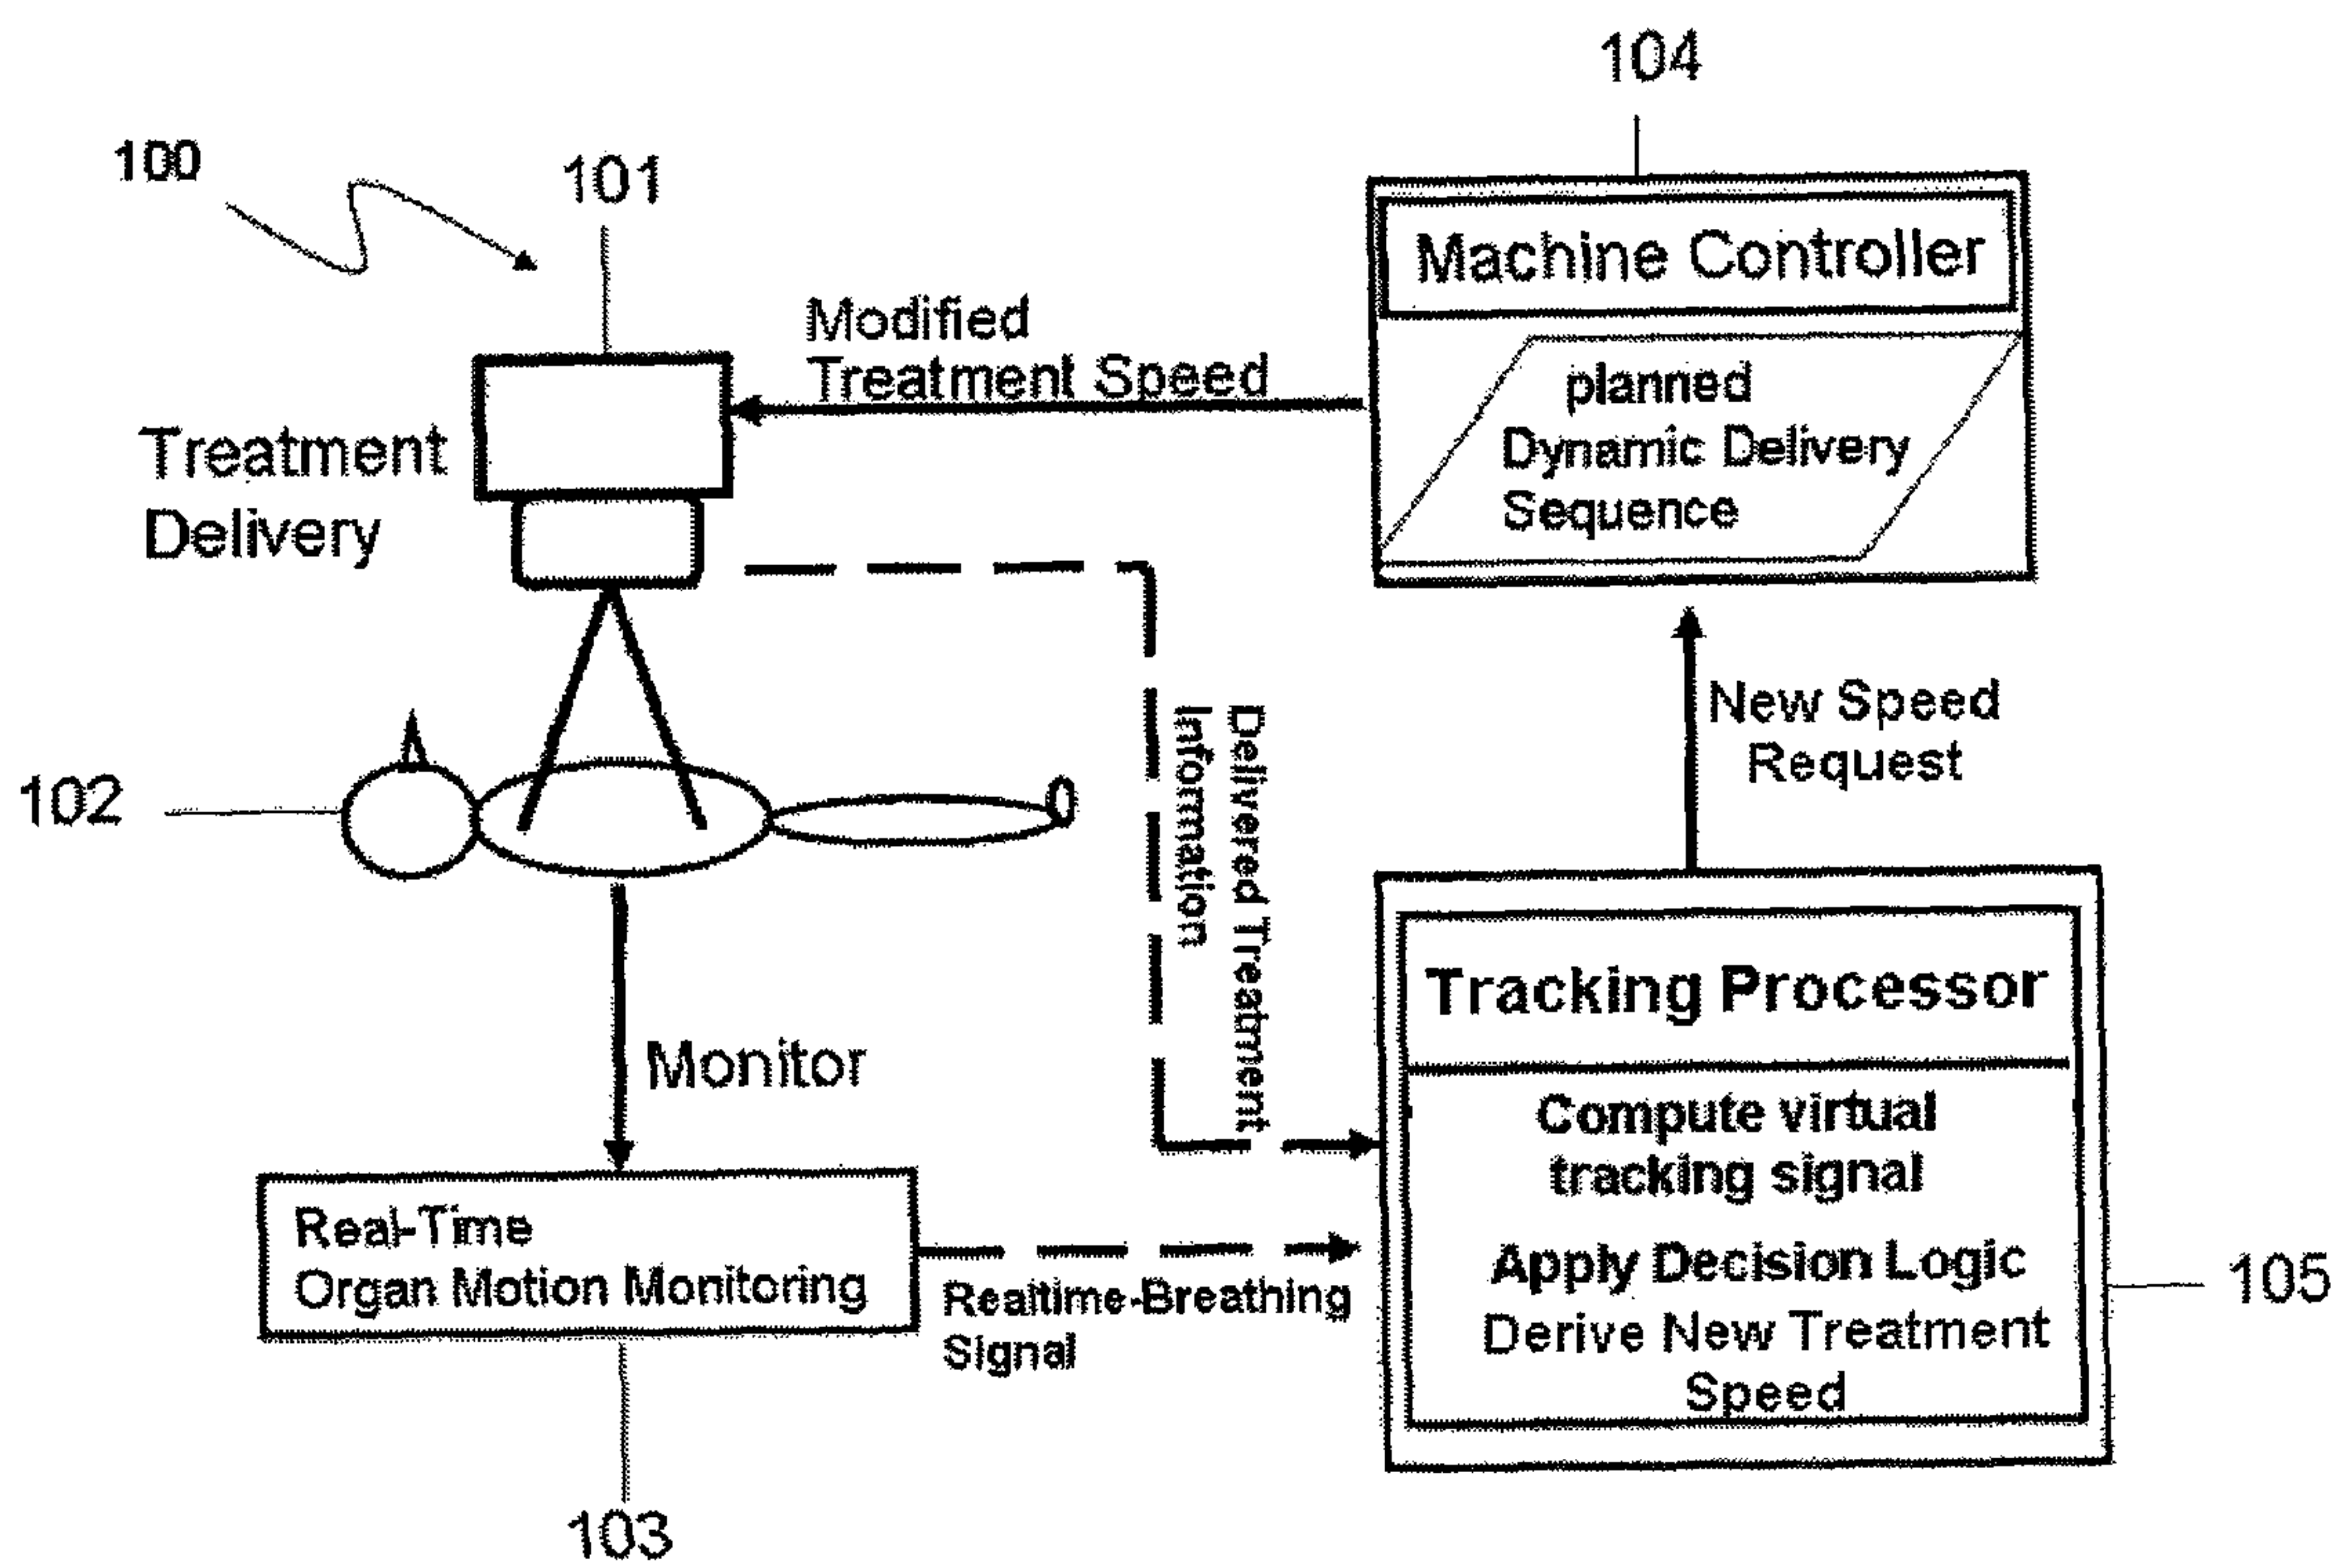 104
100
101
Machine Controller
Modified
Treatment Speed
planned
Dynamic Delivery
Sequence
Treatment
Delivery
New Speed
Request
102
Delivered Treatment
Information
Tracking Processor
Monitor
Compute virtual
tracking signal
Real-Time
Organ Motion Monitoring
Apply Decision Logic
Derive New Treatment
Speed
105
Realtime-Breathing
Signal
103